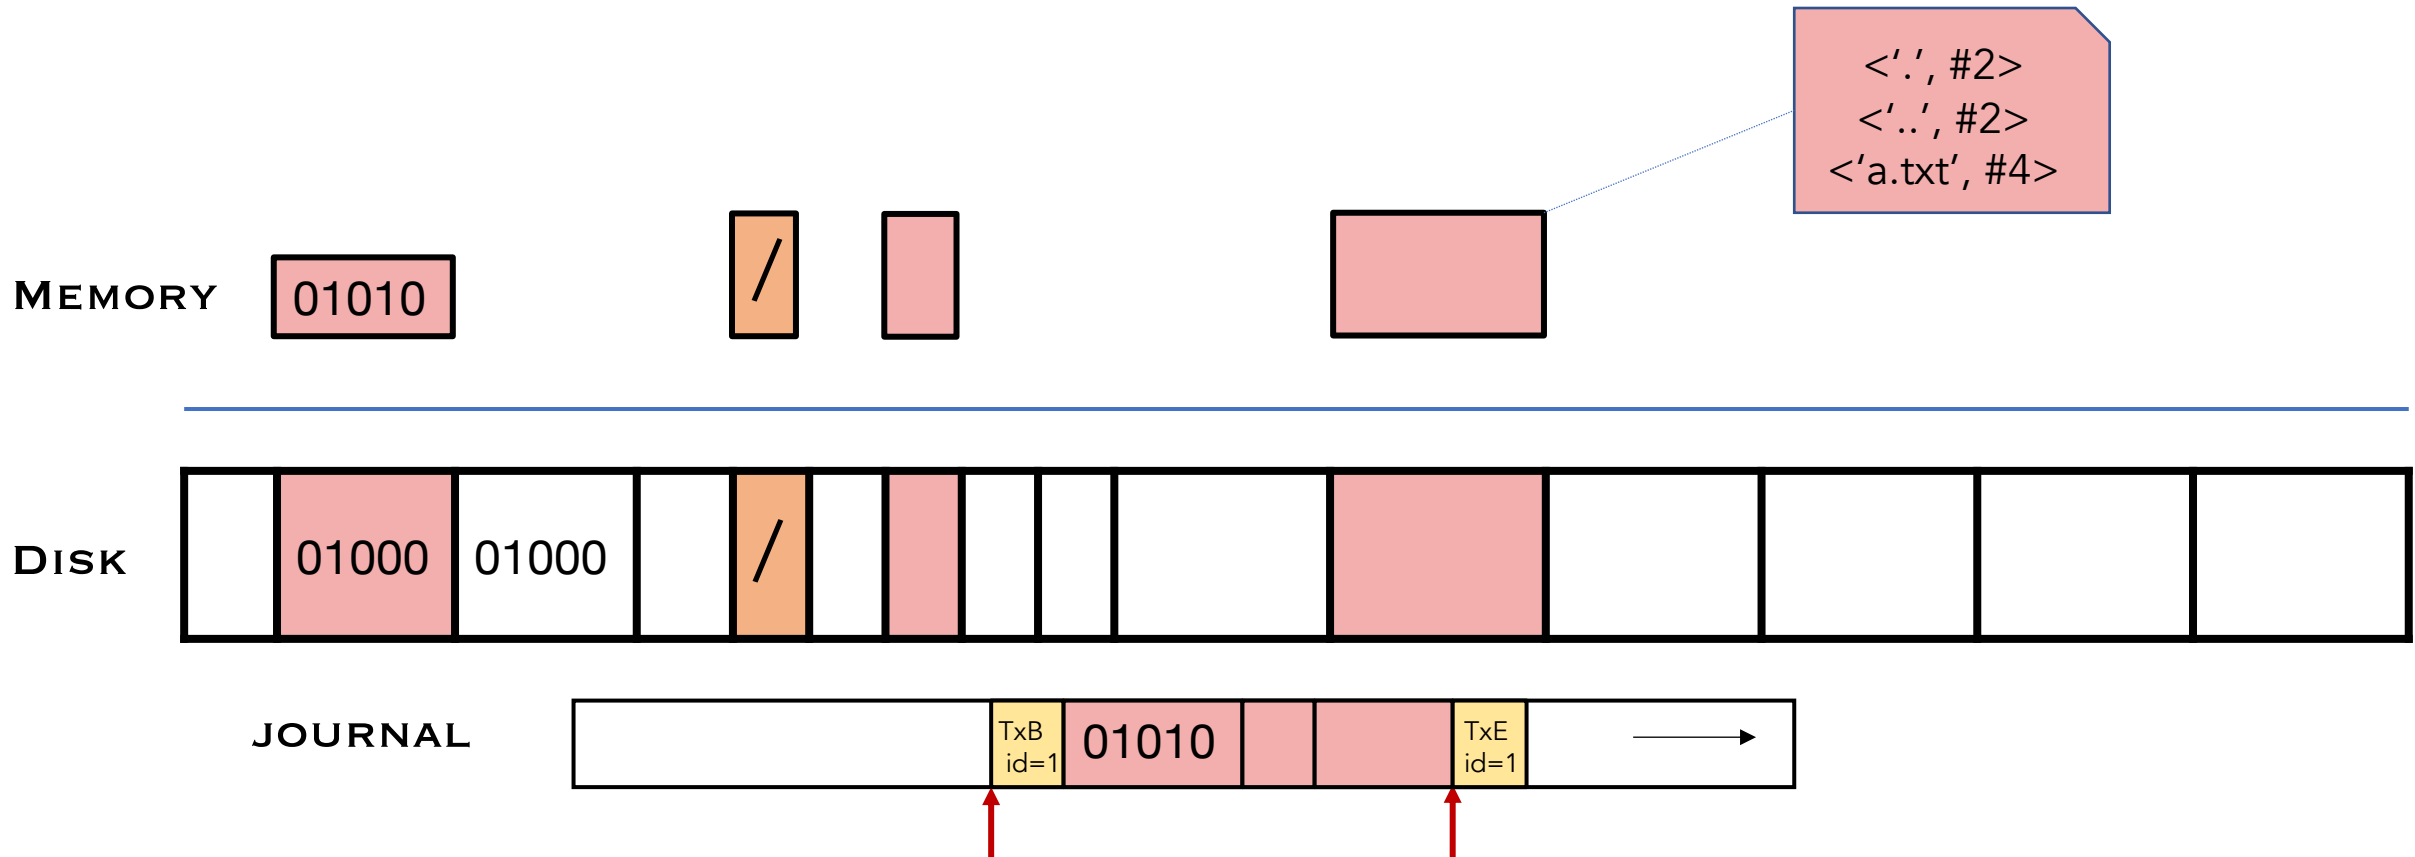 <‘.’, #2>
<‘..’, #2>
<‘a.txt‘, #4>
MEMORY
01010
/
DISK
01000
01000
/
JOURNAL
TxB
id=1
01010
TxE
id=1